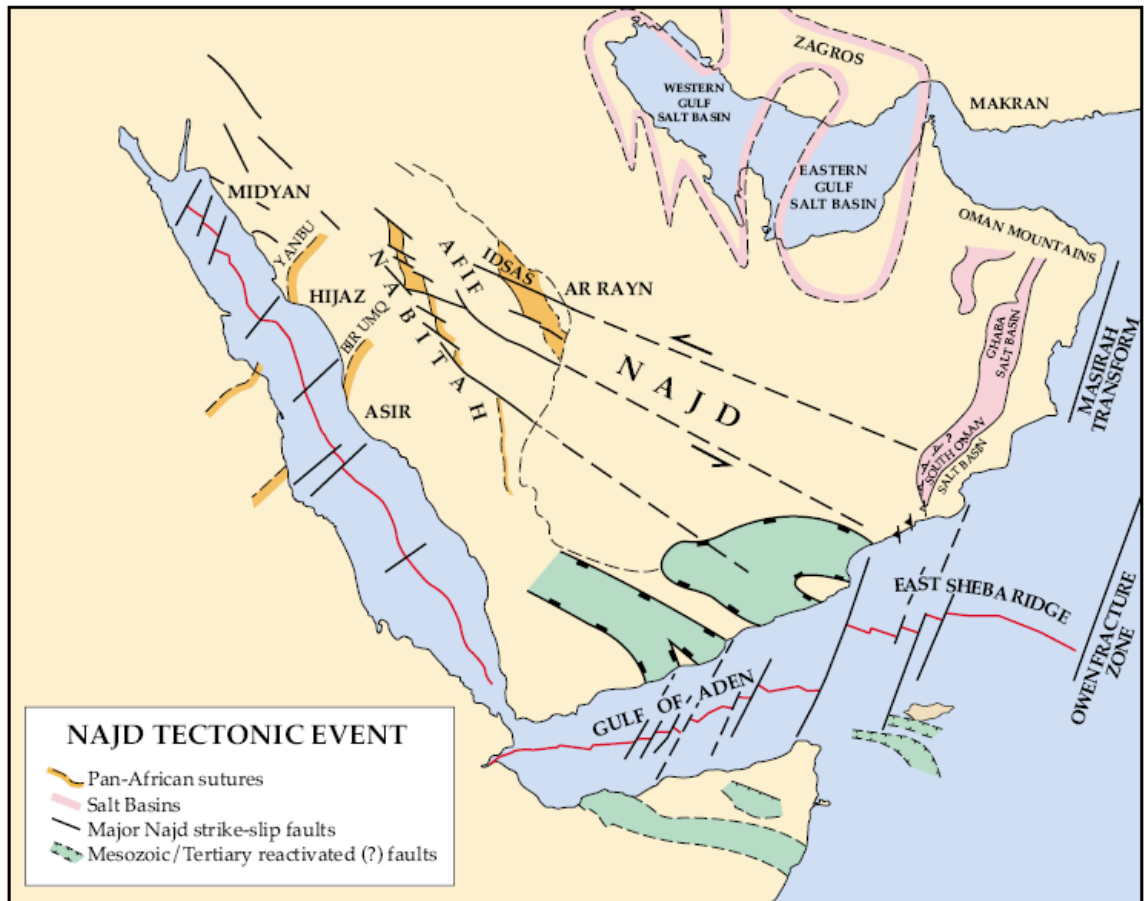 ZAGROS
WESTERN
GULF
SALT BASIN
MAKRAN
EASTERN
GULF
SALT BASIN
MIDYAN
YANBU
OMAN MOUNTAINS
AFIF
IDSAS
AR RAYN
HIJAZ
NABITAH
BIR UMQ
GHABA
SALT BASIN
NAJD
MASIRAH
TRANSFORM
ASIR
SOUTH OMAN
SALT BASIN
EAST SHEBA RIDGE
OWEN FRACTURE
ZONE
GULF OF ADEN
NAJD TECTONIC EVENT
Pan-African sutures
Salt Basins
Major Najd strike-slip faults
Mesozoic/Tertiary reactivated (?) faults